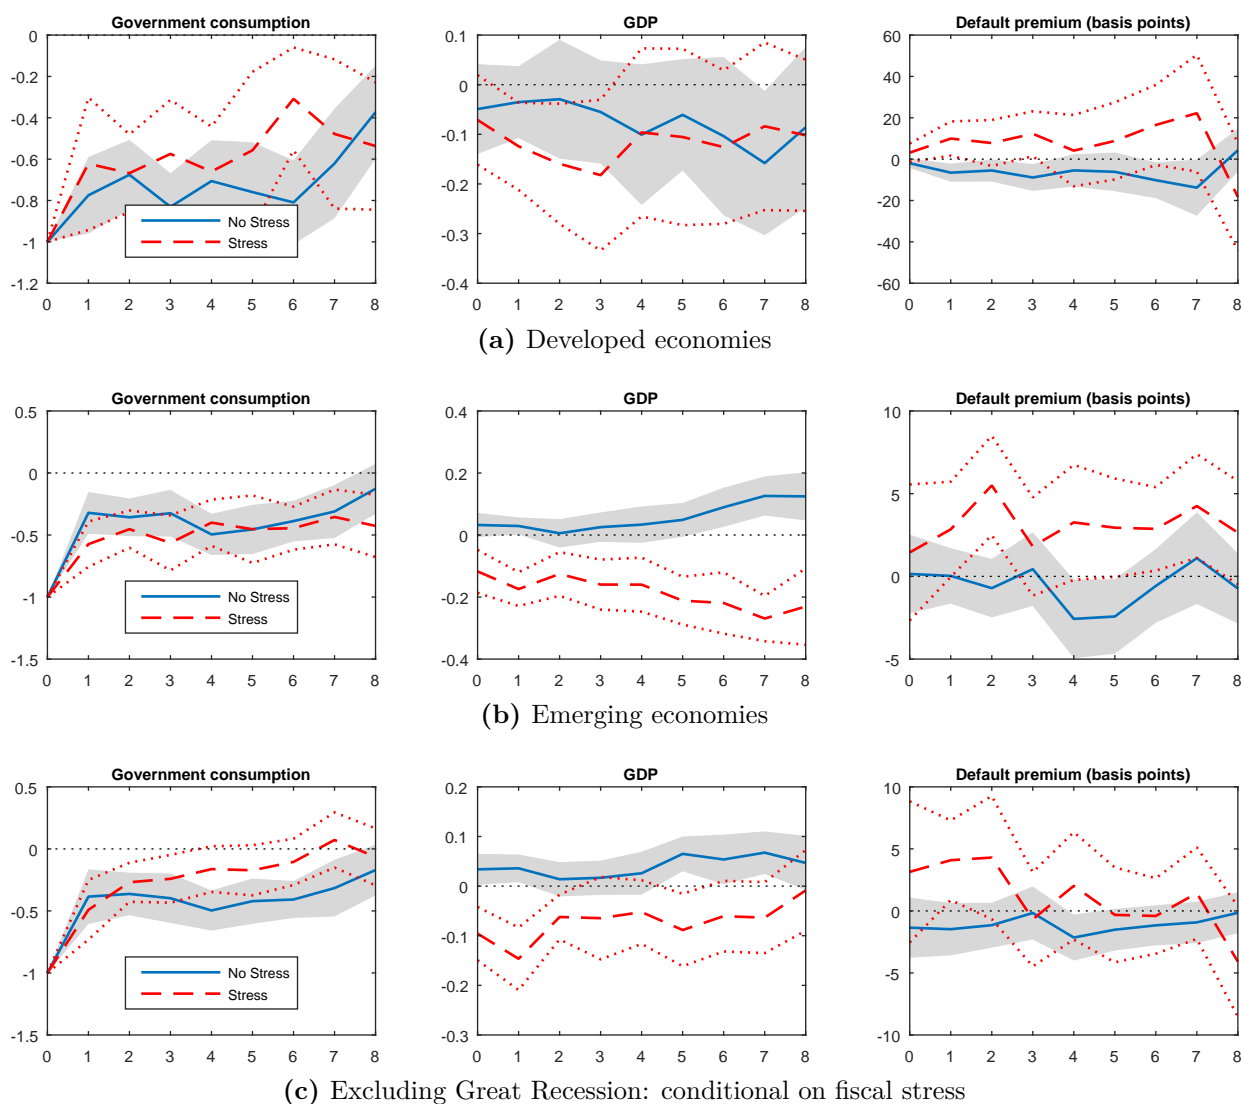 Government consumption
GDP
Default premium (basis points)
0
-0.2
-0.4
-0.6
-0.8
-1
-1.2
0 1 2 3 4 5 6 7 8
No Stress
Stress
0.1
0
-0.1
-0.2
-0.3
-0.4
0 1 2 3 4 5 6 7 8
60
40
20
0
-20
-40
-60
0 1 2 3 4 5 6 7 8
(a) Developed economies
Government consumption
GDP
Default premium (basis points)
0.5
0
-0.5
-1
-1.5
0 1 2 3 4 5 6 7 8
No Stress
Stress
0.4
0.2
0
-0.2
-0.4
0 1 2 3 4 5 6 7 8
10
5
0
-5
0 1 2 3 4 5 6 7 8
(b) Emerging economies
Government consumption
GDP
Default premium (basis points)
0.5
0
-0.5
-1
-1.5
0 1 2 3 4 5 6 7 8
No Stress
Stress
0.2
0.1
0
-0.1
-0.2
-0.3
0 1 2 3 4 5 6 7 8
10
5
0
-5
-10
0 1 2 3 4 5 6 7 8
(c) Excluding Great Recession: conditional on fiscal stress